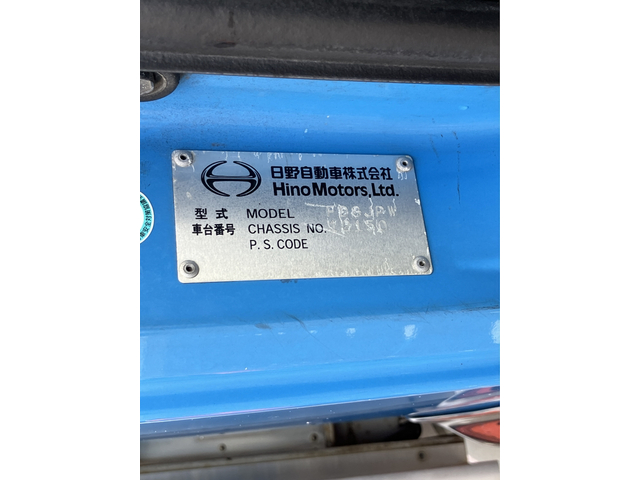 日野自動車株式会社
Hino Motors, Ltd.
型式 MODEL
車台番号 CHASSIS NO.
P.S.CODE